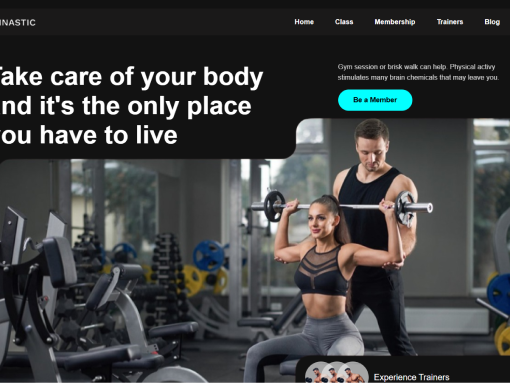 NASTIC
Home Class Membership Trainers Blog
ake care of your body
nd it's the only place
ou have to live
Gym session or brisk walk can help. Physical activy
stimulates many brain chemicals that may leave you.
Be a Member
Experience Trainers